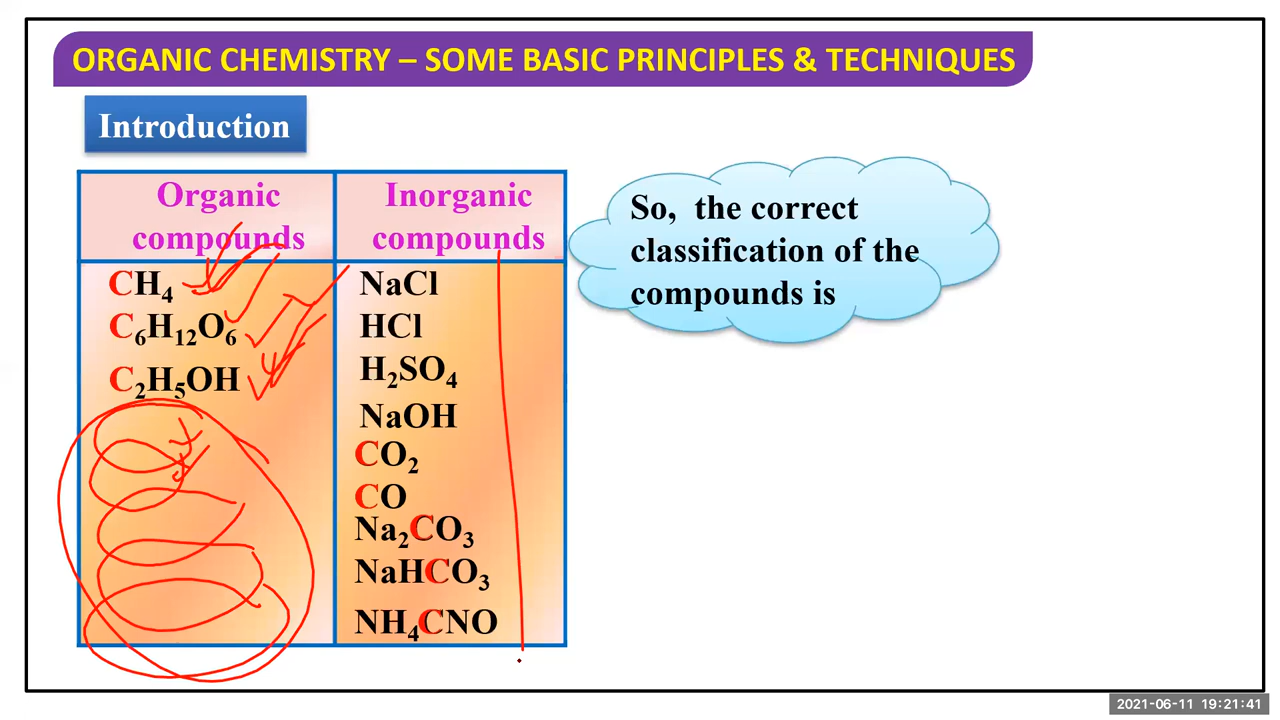 ORGANIC CHEMISTRY – SOME BASIC PRINCIPLES & TECHNIQUES
Introduction
Organic compounds
Inorganic compounds
CH₄
C₆H₁₂O₆
C₂H₅OH
NaCl
HCl
H₂SO₄
NaOH
CO₂
CO
Na₂CO₃
NaHCO₃
NH₄CNO
So, the correct
classification of the
compounds is
2021-06-11 19:21:41